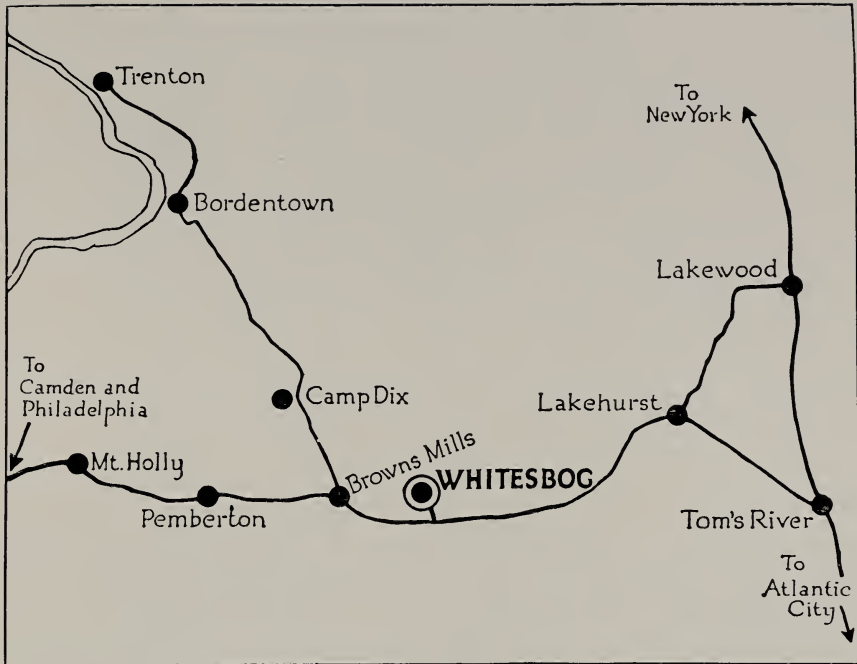 Trenton
To
New York
Bordentown
Lakewood
To
Camden and
Philadelphia
Camp Dix
Lakehurst
Mt. Holly
Browns Mills
WHITESBOG
Pemberton
Tom's River
To
Atlantic
City